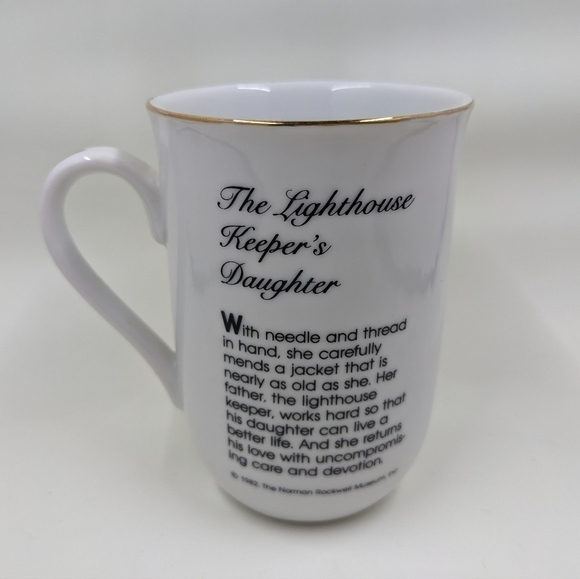 The Lighthouse
Keeper's
Daughter
With needle and thread
in hand, she carefully
mends a jacket that is
nearly as old as she. Her
father, the lighthouse
keeper, works hard so that
his daughter can live a
better life. And she returns
his love with uncompromis-
ing care and devotion.
© 1982, The Norman Rockwell Museum, Inc.